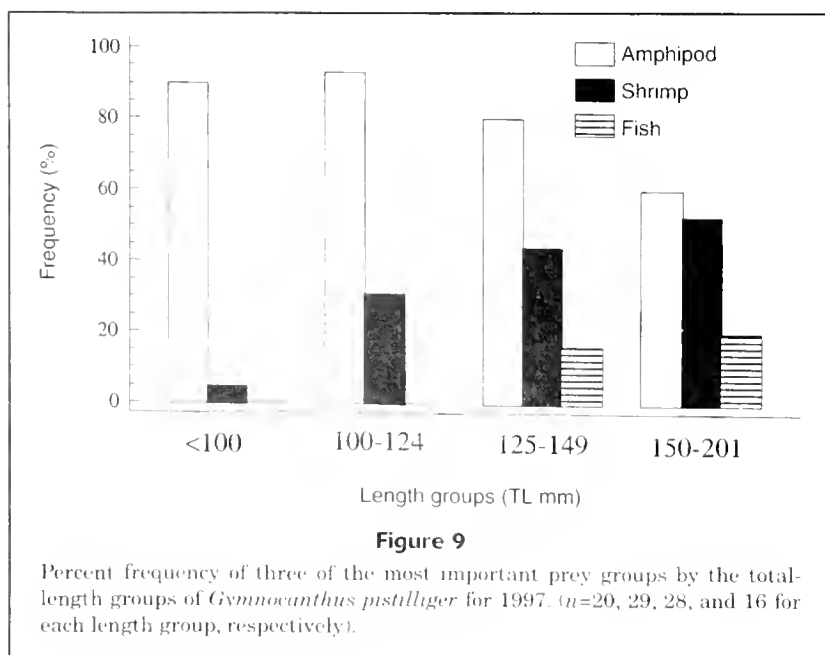 100
80
60
40
20
0
Frequency (%)
Amphipod
Shrimp
Fish
<100 100-124 125-149 150-201
Length groups (TL mm)
Figure 9
Percent frequency of three of the most important prey groups by the total-
length groups of Gymnocanthus pistilliger for 1997. (n=20, 29, 28, and 16 for
each length group, respectively).